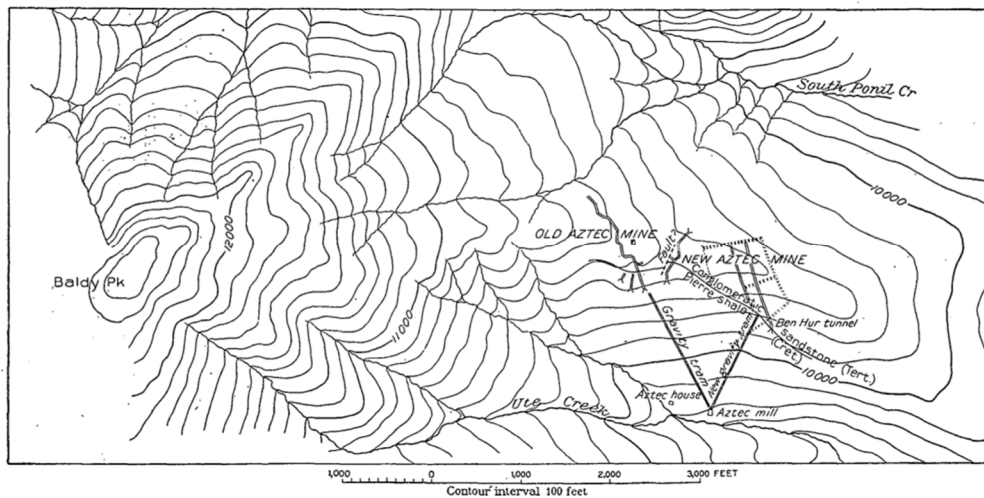 South Ponil Cr
10000
OLD AZTEC MINE
Fault
NEW AZTEC MINE
12000
Baldy Pk
Conglomeratic
Pierre shale
sandstone (Tert.)
(Cret)
Ben Hur tunnel
11000
Gravity tram
New gravity tram
10000
Aztec house
Ute Creek
Aztec mill
1,000 0 1,000 2,000 3,000 FEET
Contour interval 100 feet